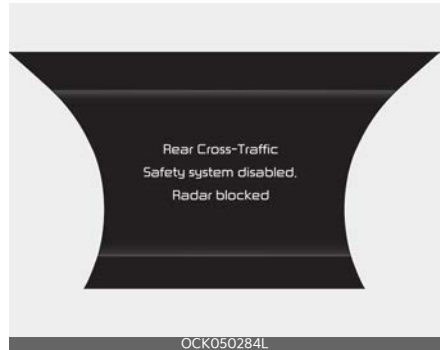 Rear Cross-Traffic
Safety system disabled.
Radar blocked
OCK050284L